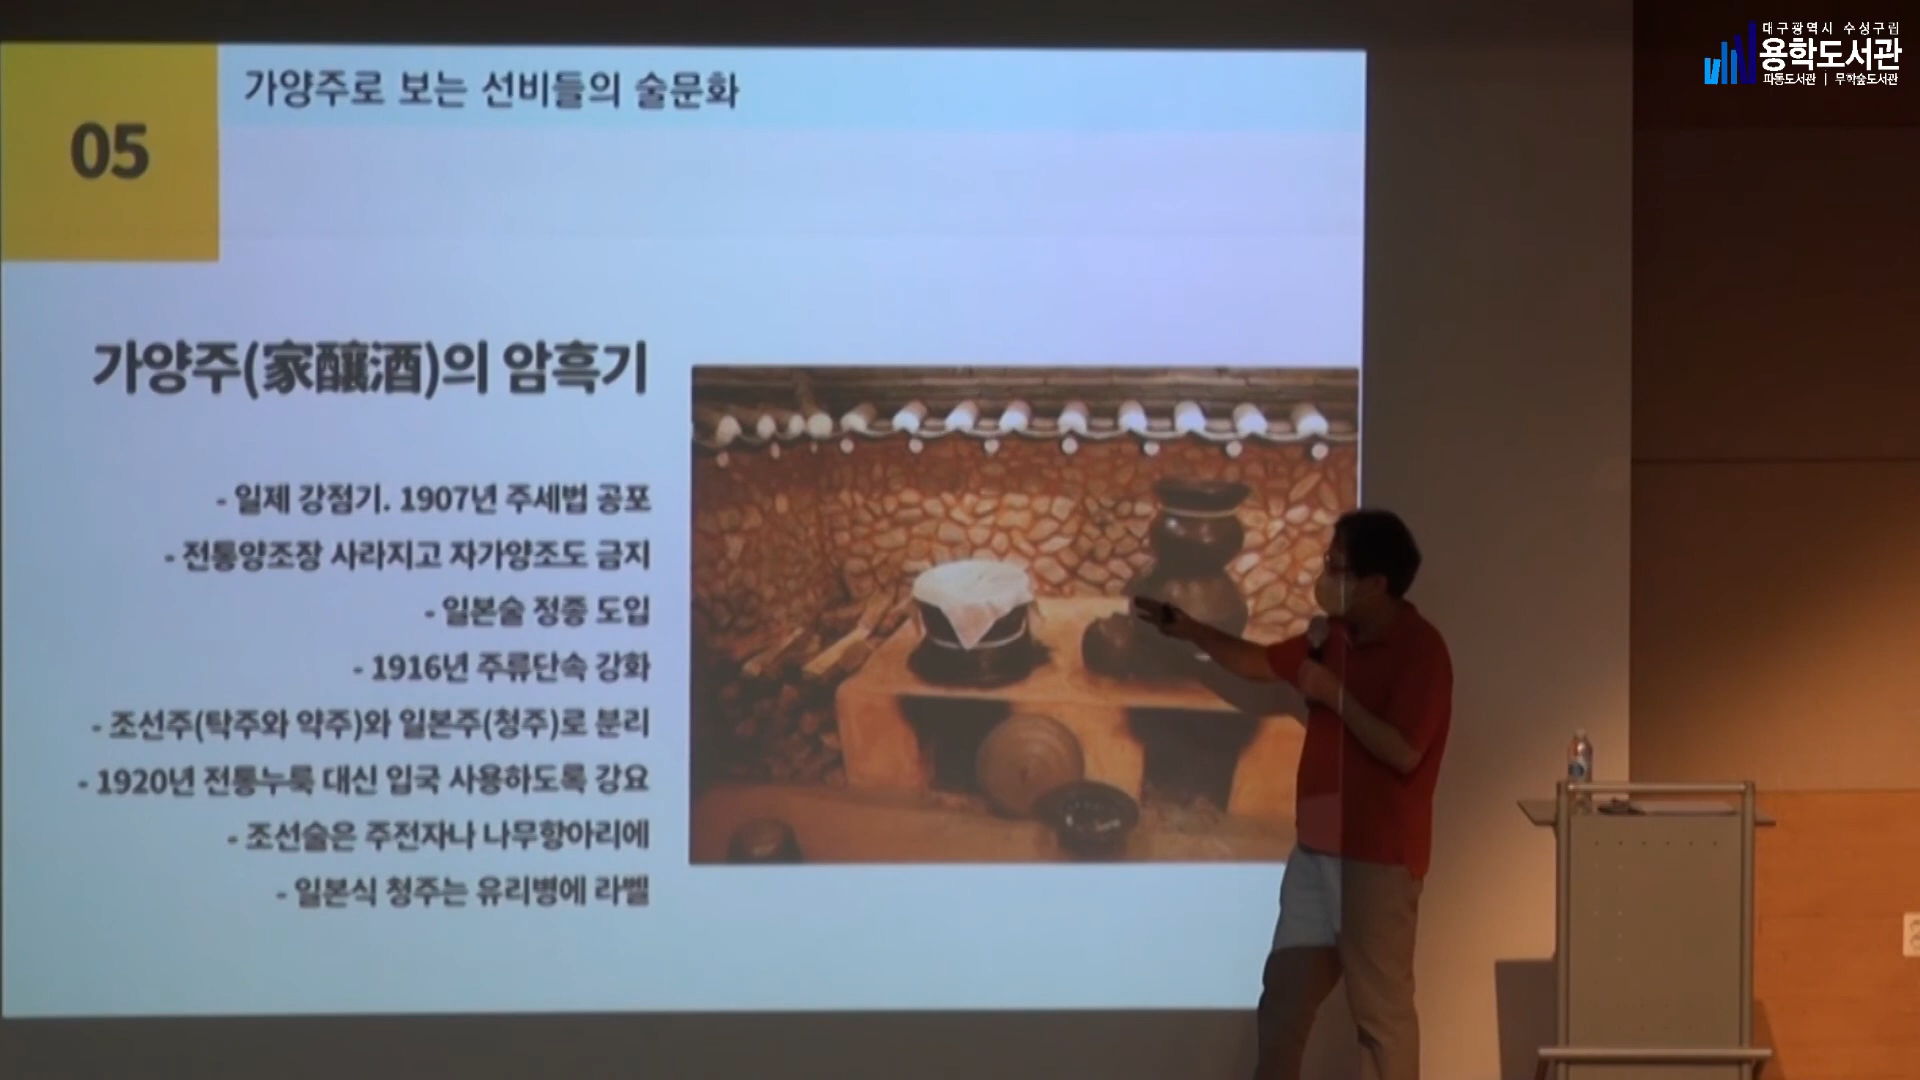 대구광역시 수성구립
용학도서관
파동도서관 | 무학숲도서관
05
가양주로 보는 선비들의 술문화
가양주(家釀酒)의 암흑기
- 일제 강점기. 1907년 주세법 공포
- 전통양조장 사라지고 자가양조도 금지
- 일본술 정종 도입
- 1916년 주류단속 강화
- 조선주(탁주와 약주)와 일본주(청주)로 분리
- 1920년 전통누룩 대신 입국 사용하도록 강요
- 조선술은 주전자나 나무항아리에
- 일본식 청주는 유리병에 라벨